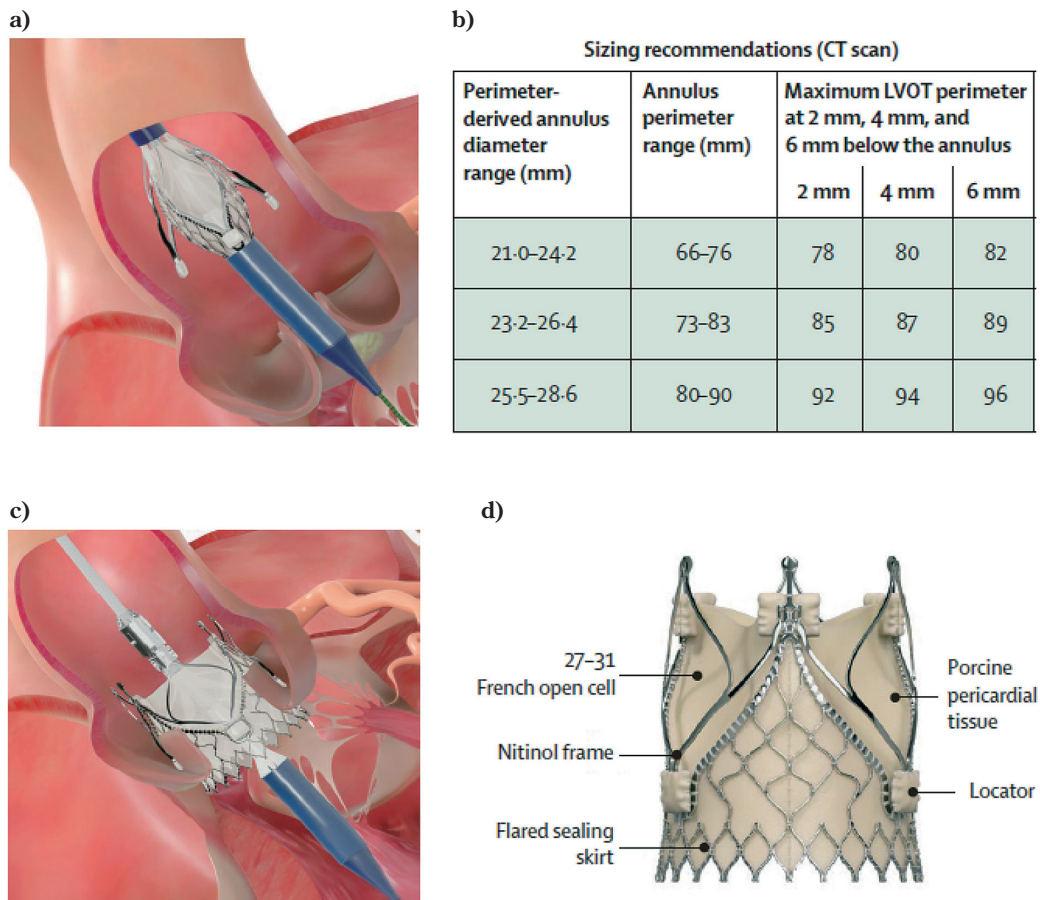 a)
b)
Sizing recommendations (CT scan)
Perimeter-
derived annulus
diameter
range (mm)
Annulus
perimeter
range (mm)
Maximum LVOT perimeter
at 2 mm, 4 mm, and
6 mm below the annulus
2 mm
4 mm
6 mm
21·0–24·2
66–76
78
80
82
23·2–26·4
73–83
85
87
89
25·5–28·6
80–90
92
94
96
c)
d)
27–31
French open cell
Nitinol frame
Flared sealing
skirt
Porcine
pericardial
tissue
Locator